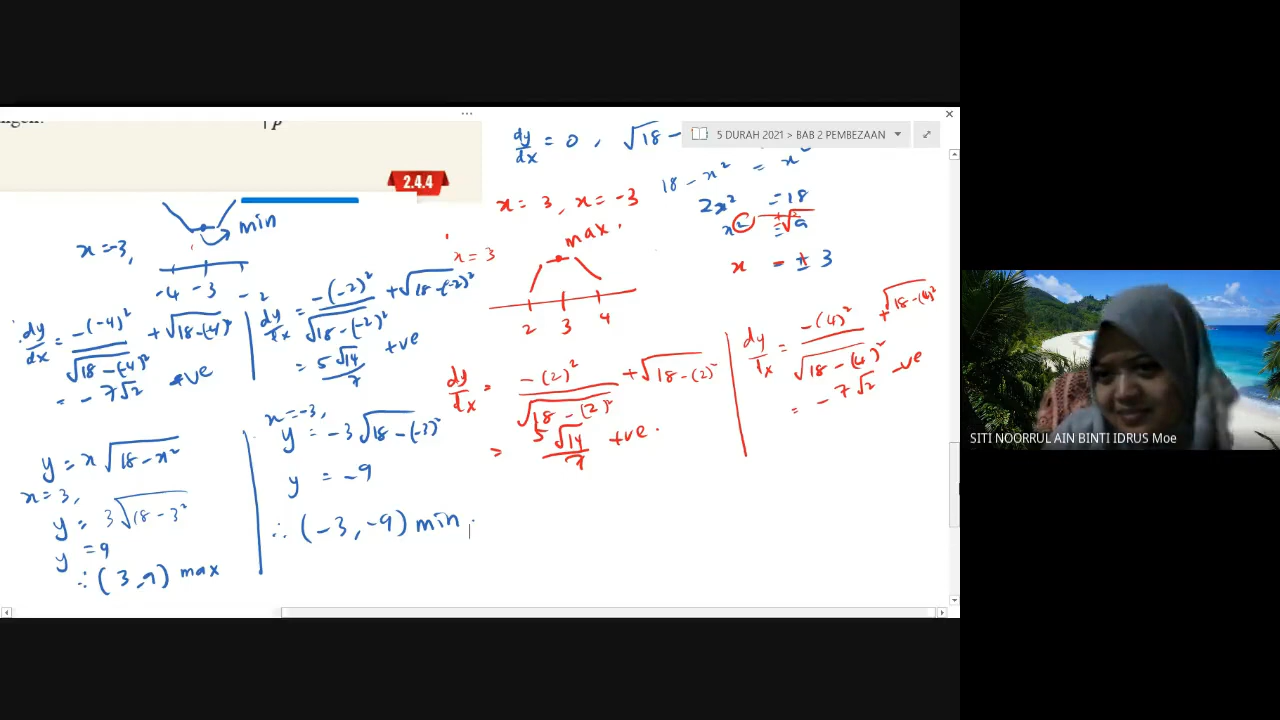 5 DURAH 2021 > BAB 2 PEMBEZAAN
2.4.4
dy/dx = 0, √18 −
18 − x² = x²
2x² = 18
x² = ±√9
x = ± 3
min
x = -3,
-4 -3 -2
dy/dx = -(-4)²/√18-(-4)² + √18-(-4)²
= -7√2 -ve
dy/dx = -(-2)²/√18-(-2)² + √18-(-2)²
= 5√14/7 +ve
x = 3, x = -3
max.
x = 3
2 3 4
dy/dx = -(2)²/√18-(2)² + √18-(2)²
= 5√14/7 +ve.
dy/dx = -(4)²/√18-(4)² + √18-(4)²
= -7√2 -ve
y = x√18-x²
x = 3,
y = 3√18-3²
y = 9
∴ (3,9) max
x = -3,
y = -3√18-(-3)²
y = -9
∴ (-3,-9) min
SITI NOORRUL AIN BINTI IDRUS Moe